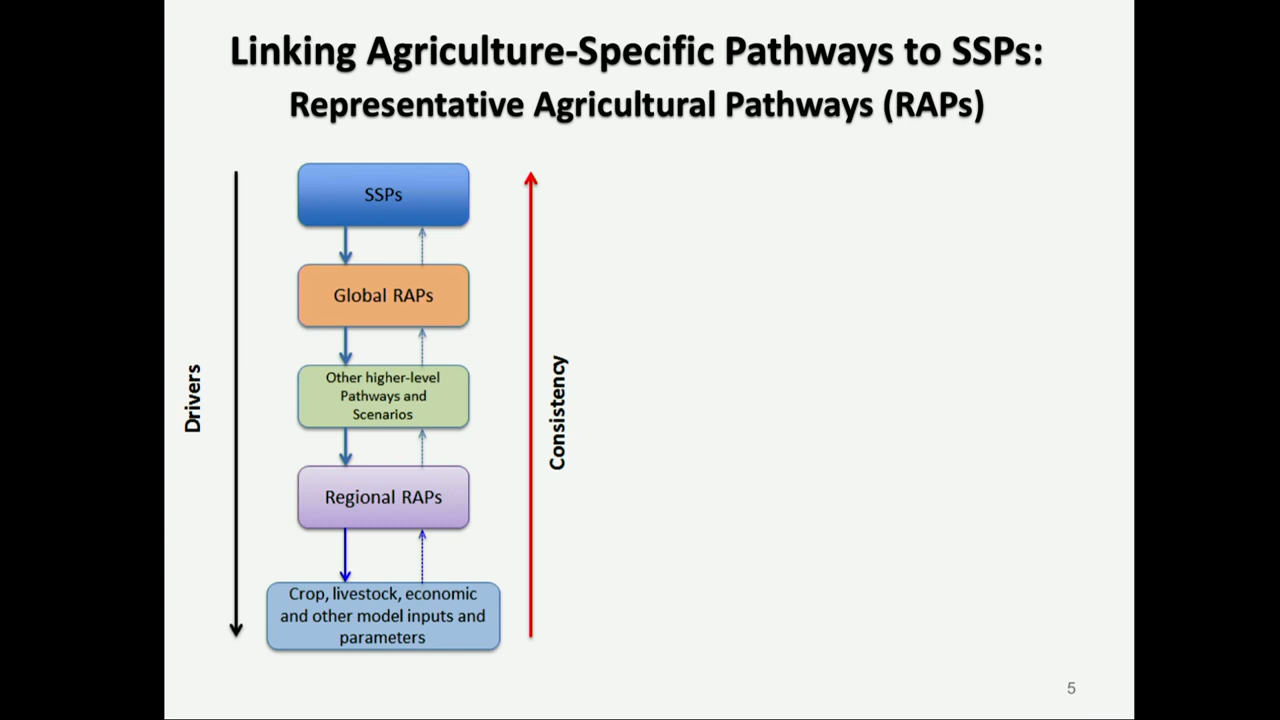 Linking Agriculture-Specific Pathways to SSPs:
Representative Agricultural Pathways (RAPs)
SSPs
Global RAPs
Other higher-level
Pathways and
Scenarios
Regional RAPs
Crop, livestock, economic
and other model inputs and
parameters
Drivers
Consistency
5